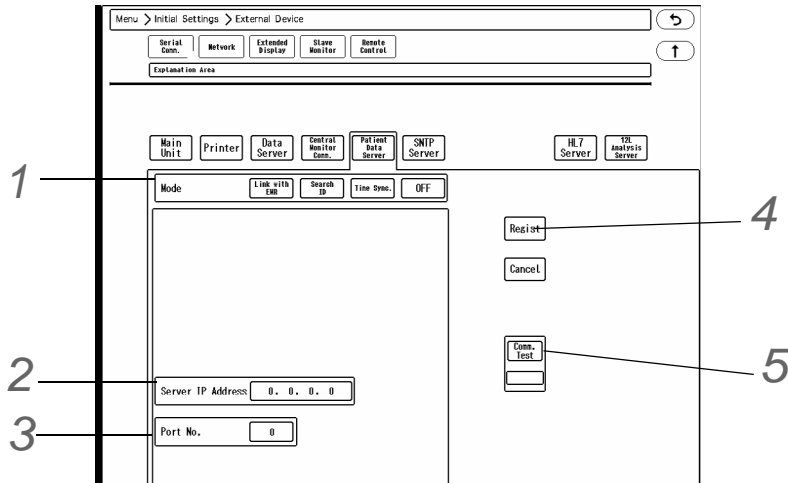 Menu > Initial Settings > External Device
Serial Conn.
Network
Extended Display
Slave Monitor
Remote Control
Explanation Area
Main Unit
Printer
Data Server
Central Monitor Comm.
Patient Data Server
SNTP Server
HL7 Server
12L Analysis Server
1
Mode
Link with EMR
Search ID
Time Sync.
OFF
Regist
4
Cancel
Comm. Test
5
2
Server IP Address 0. 0. 0. 0
3
Port No. 0